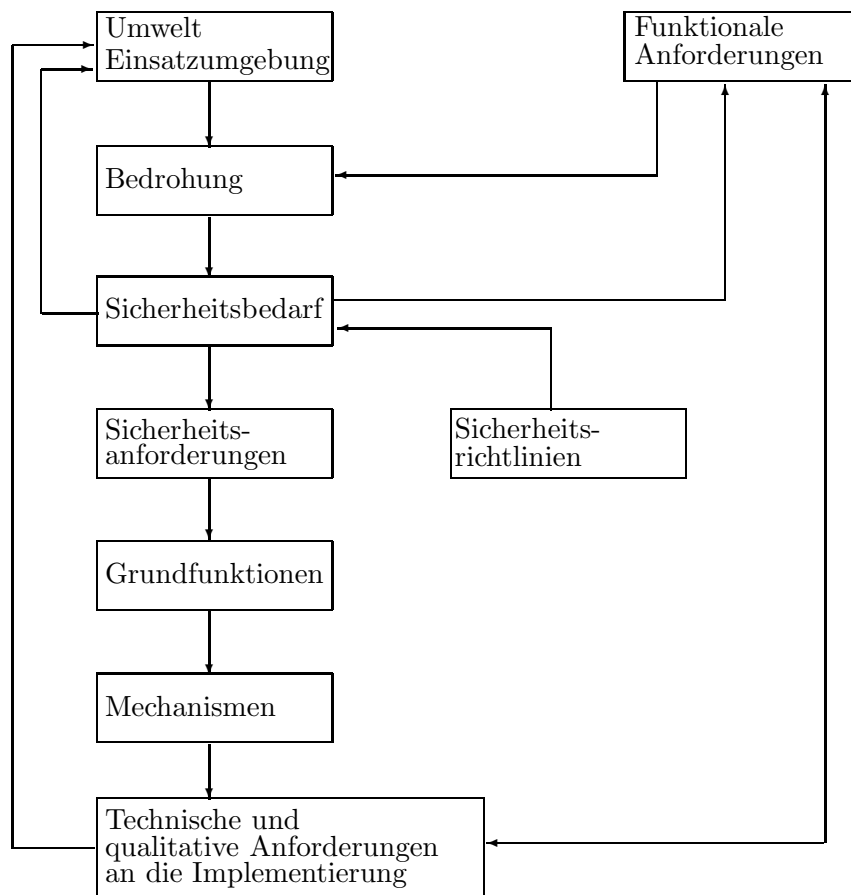 Umwelt
Einsatzumgebung
Funktionale
Anforderungen
Bedrohung
Sicherheitsbedarf
Sicherheits-
anforderungen
Sicherheits-
richtlinien
Grundfunktionen
Mechanismen
Technische und
qualitative Anforderungen
an die Implementierung